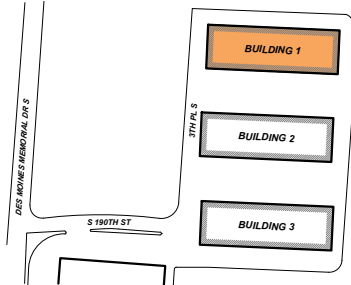 BUILDING 1
BUILDING 2
BUILDING 3
3TH PL S
DES MOINES MEMORIAL DR S
S 190TH ST